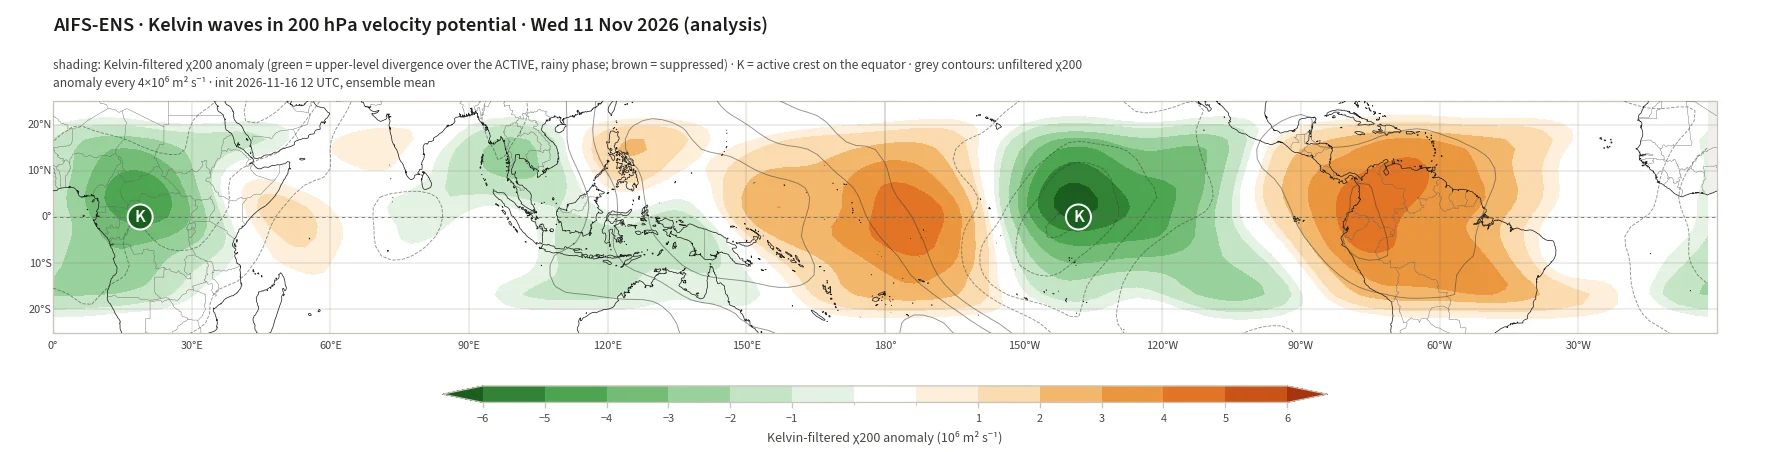 AIFS-ENS · Kelvin waves in 200 hPa velocity potential · Wed 11 Nov 2026 (analysis)
shading: Kelvin-filtered χ200 anomaly (green = upper-level divergence over the ACTIVE, rainy phase; brown = suppressed) · K = active crest on the equator · grey contours: unfiltered χ200
anomaly every 4×10⁶ m² s⁻¹ · init 2026-11-16 12 UTC, ensemble mean
20°N
10°N
0°
10°S
20°S
K
K
0° 30°E 60°E 90°E 120°E 150°E 180° 150°W 120°W 90°W 60°W 30°W
−6 −5 −4 −3 −2 −1 1 2 3 4 5 6
Kelvin-filtered χ200 anomaly (10⁶ m² s⁻¹)